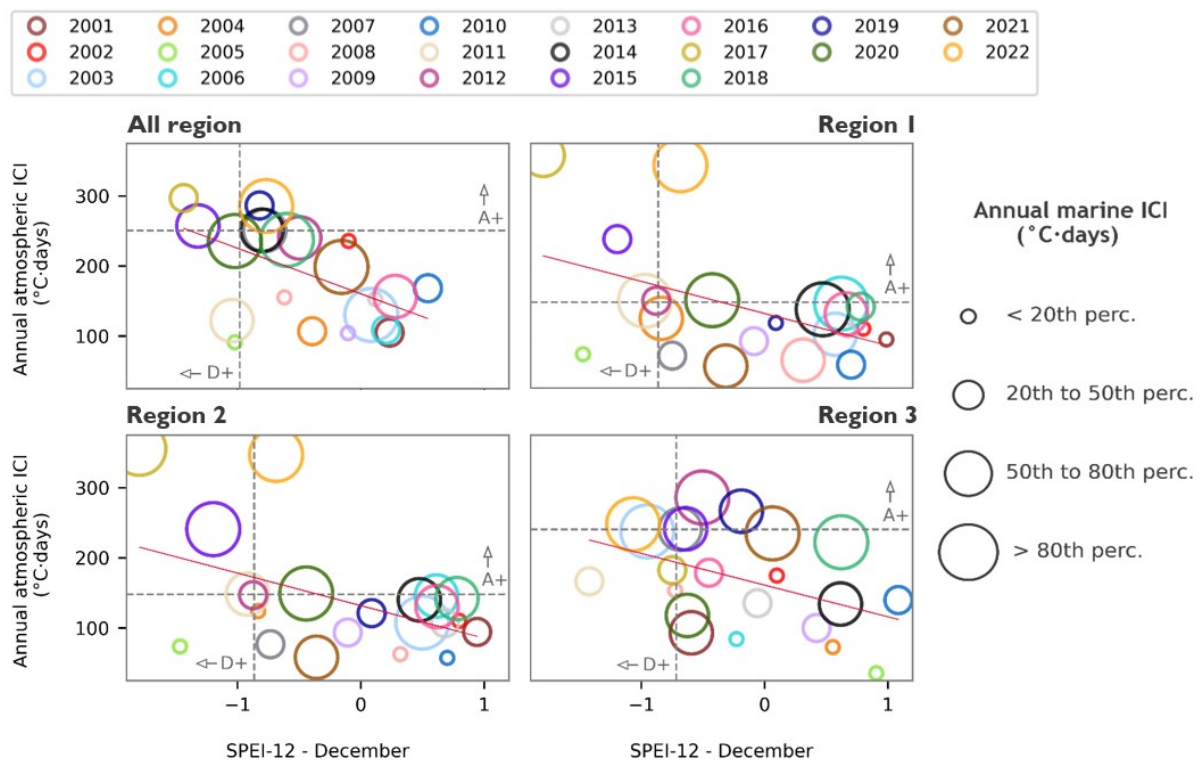 2001 2004 2007 2010 2013 2016 2019 2021
2002 2005 2008 2011 2014 2017 2020 2022
2003 2006 2009 2012 2015 2018
All region
Region 1
Annual atmospheric ICI
(°C·days)
300
200
100
A+
D+
A+
D+
Annual marine ICI
(°C·days)
< 20th perc.
20th to 50th perc.
50th to 80th perc.
> 80th perc.
Region 2
Region 3
Annual atmospheric ICI
(°C·days)
300
200
100
A+
D+
A+
D+
−1 0 1
−1 0 1
SPEI-12 - December
SPEI-12 - December